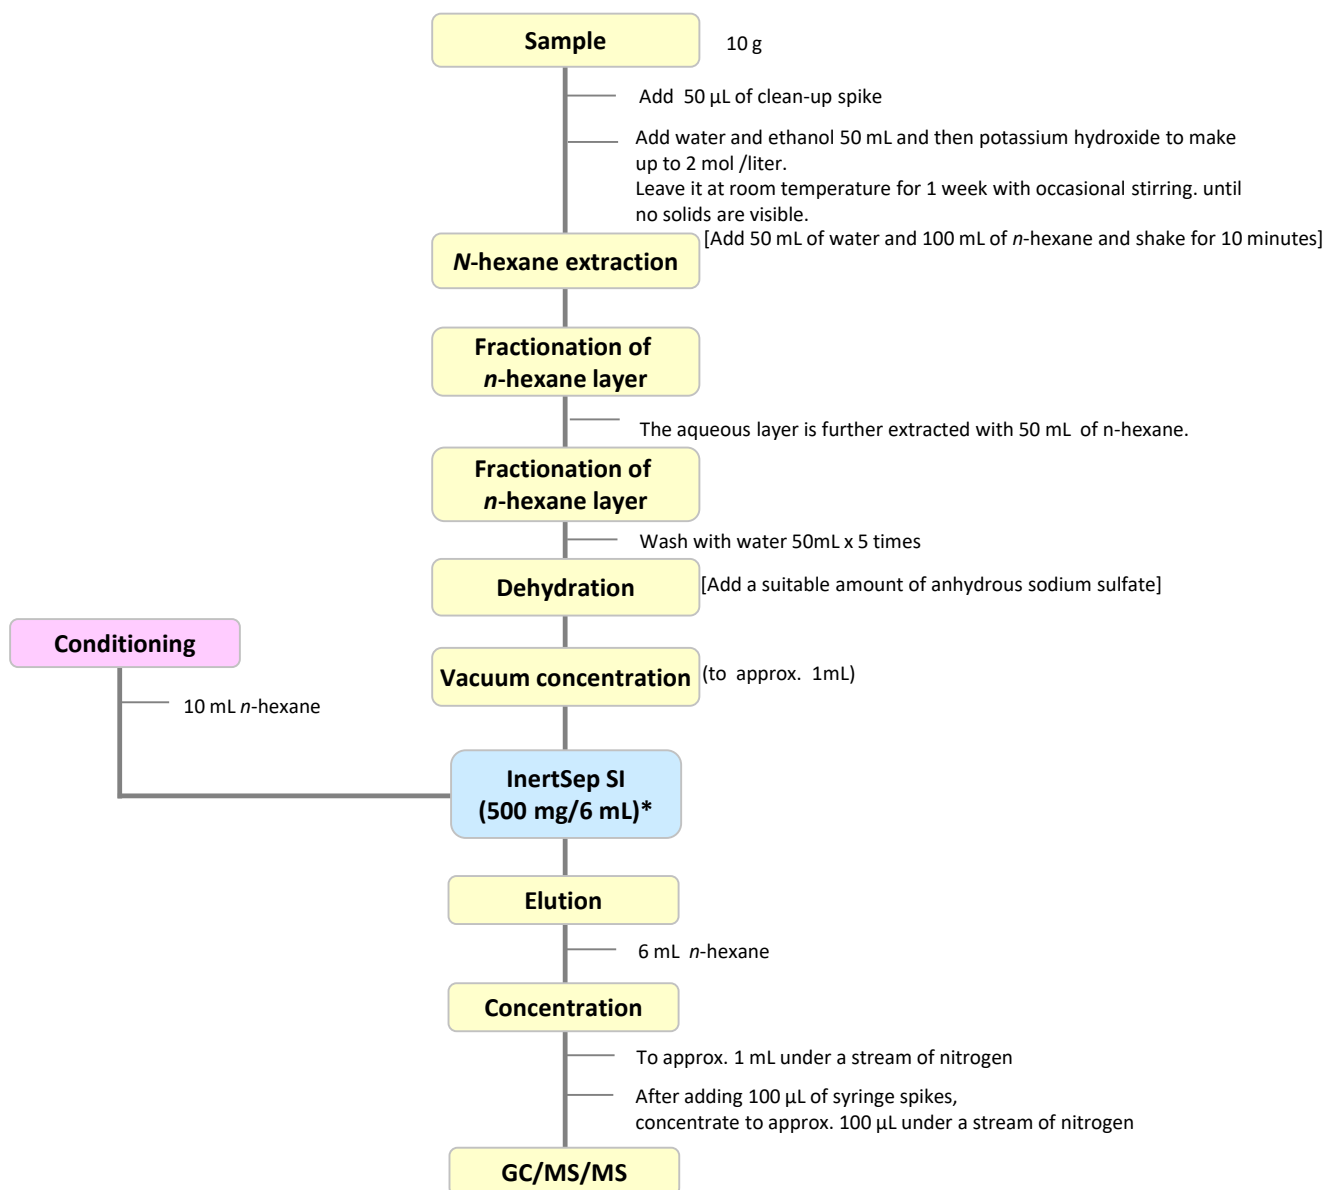 Sample
10 g
Add 50 µL of clean-up spike
Add water and ethanol 50 mL and then potassium hydroxide to make
up to 2 mol /liter.
Leave it at room temperature for 1 week with occasional stirring. until
no solids are visible.
[Add 50 mL of water and 100 mL of n-hexane and shake for 10 minutes]
N-hexane extraction
Fractionation of
n-hexane layer
The aqueous layer is further extracted with 50 mL of n-hexane.
Fractionation of
n-hexane layer
Wash with water 50mL x 5 times
Dehydration
[Add a suitable amount of anhydrous sodium sulfate]
Conditioning
10 mL n-hexane
Vacuum concentration
(to approx. 1mL)
InertSep SI
(500 mg/6 mL)*
Elution
6 mL n-hexane
Concentration
To approx. 1 mL under a stream of nitrogen
After adding 100 µL of syringe spikes,
concentrate to approx. 100 µL under a stream of nitrogen
GC/MS/MS